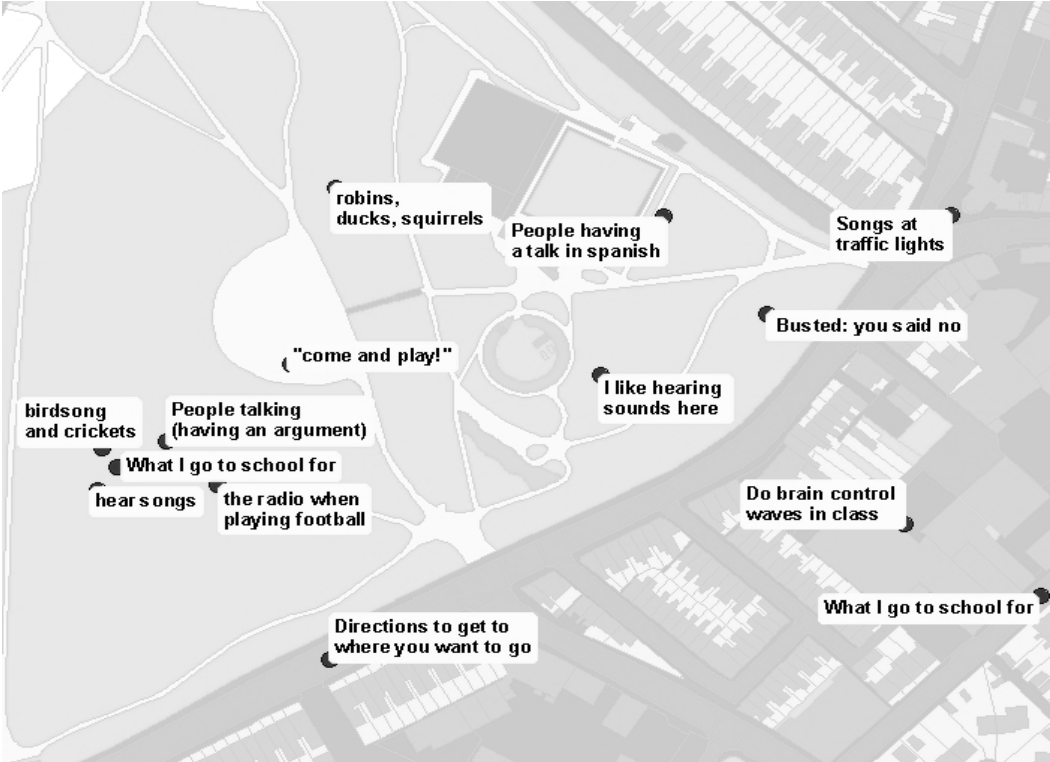 robins,
ducks, squirrels
People having
a talk in spanish
Songs at
traffic lights
Busted: you said no
"come and play!"
I like hearing
sounds here
birdsong
and crickets
People talking
(having an argument)
What I go to school for
hear songs
the radio when
playing football
Do brain control
waves in class
What I go to school for
Directions to get to
where you want to go